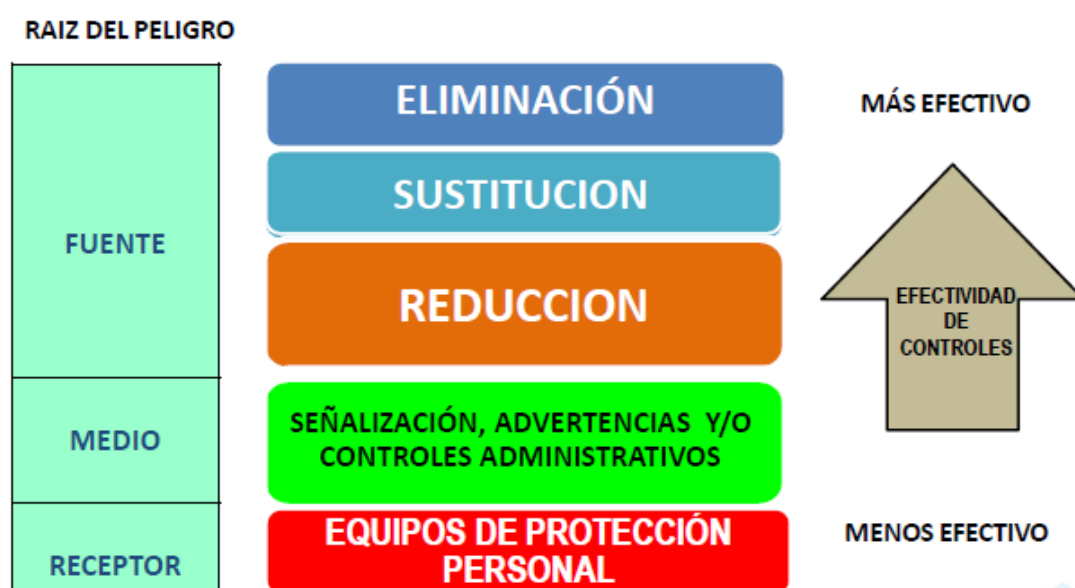 RAIZ DEL PELIGRO
FUENTE
MEDIO
RECEPTOR
ELIMINACIÓN
SUSTITUCION
REDUCCION
SEÑALIZACIÓN, ADVERTENCIAS Y/O
CONTROLES ADMINISTRATIVOS
EQUIPOS DE PROTECCIÓN
PERSONAL
MÁS EFECTIVO
EFECTIVIDAD
DE
CONTROLES
MENOS EFECTIVO